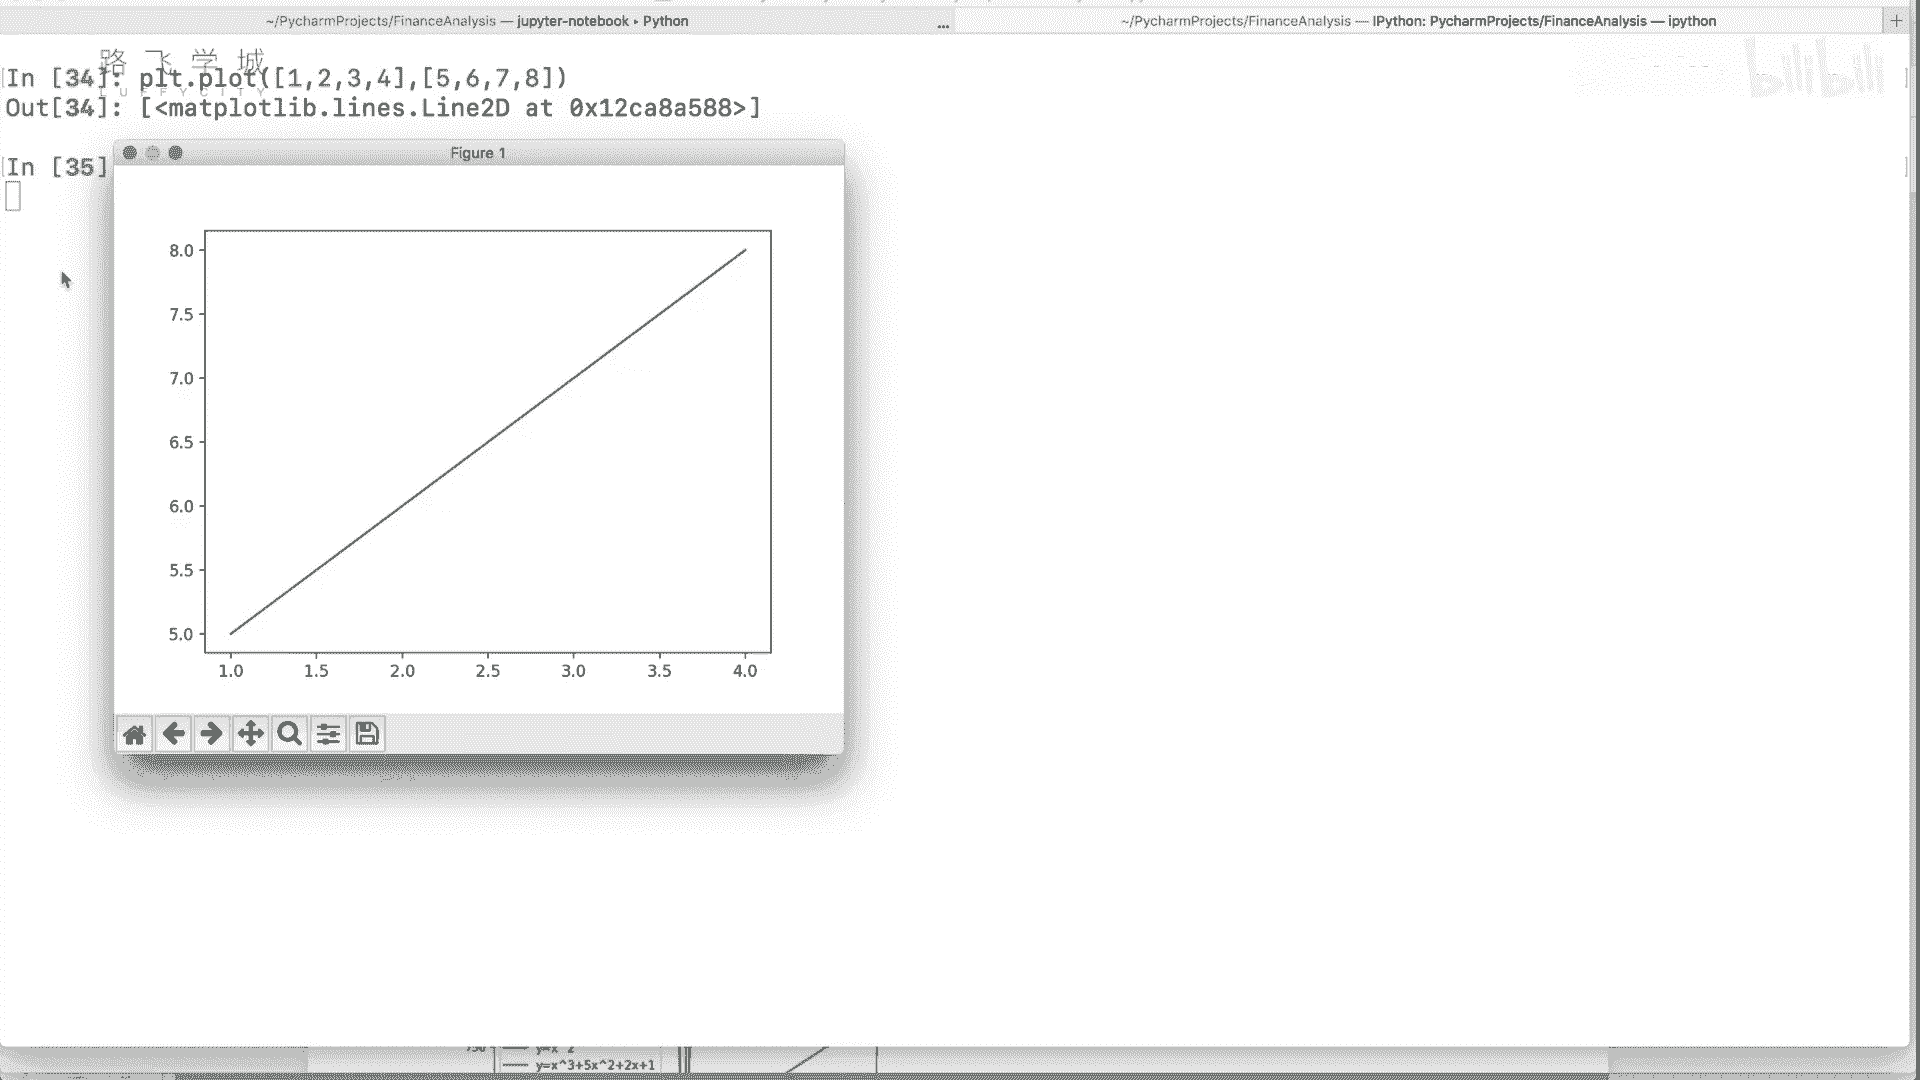 ~/PycharmProjects/FinanceAnalysis — jupyter-notebook ▸ Python
...
~/PycharmProjects/FinanceAnalysis — IPython: PycharmProjects/FinanceAnalysis — ipython
+
路飞学城
LUFFYCITY
bilibili
In [34]: plt.plot([1,2,3,4],[5,6,7,8])
Out[34]: [<matplotlib.lines.Line2D at 0x12ca8a588>]
In [35]
Figure 1
8.0
7.5
7.0
6.5
6.0
5.5
5.0
1.0 1.5 2.0 2.5 3.0 3.5 4.0
y=x^3+5x^2+2x+1